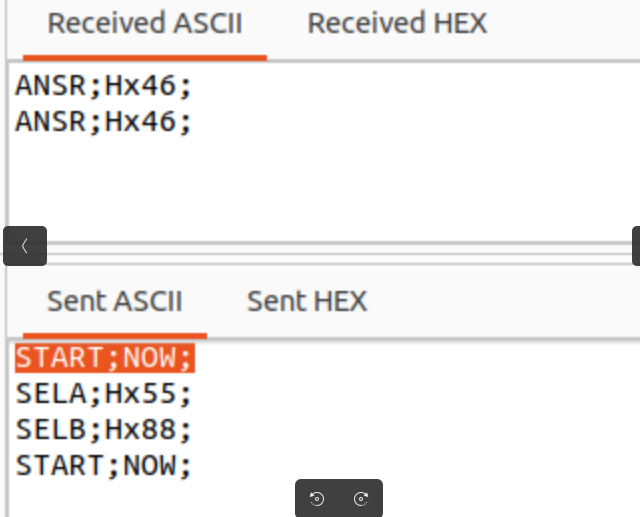 Received ASCII Received HEX
ANSR;Hx46;
ANSR;Hx46;
Sent ASCII Sent HEX
START;NOW;
SELA;Hx55;
SELB;Hx88;
START;NOW;